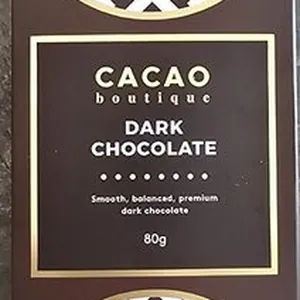 CACAO
boutique
DARK
CHOCOLATE
Smooth, balanced, premium
dark chocolate
80g